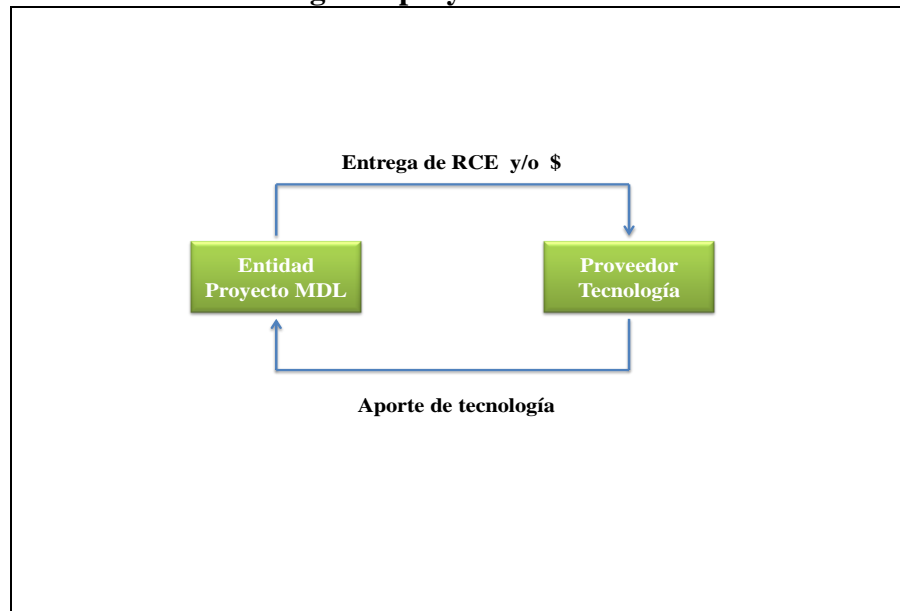 Entrega de RCE y/o $
Entidad
Proyecto MDL
Proveedor
Tecnología
Aporte de tecnología